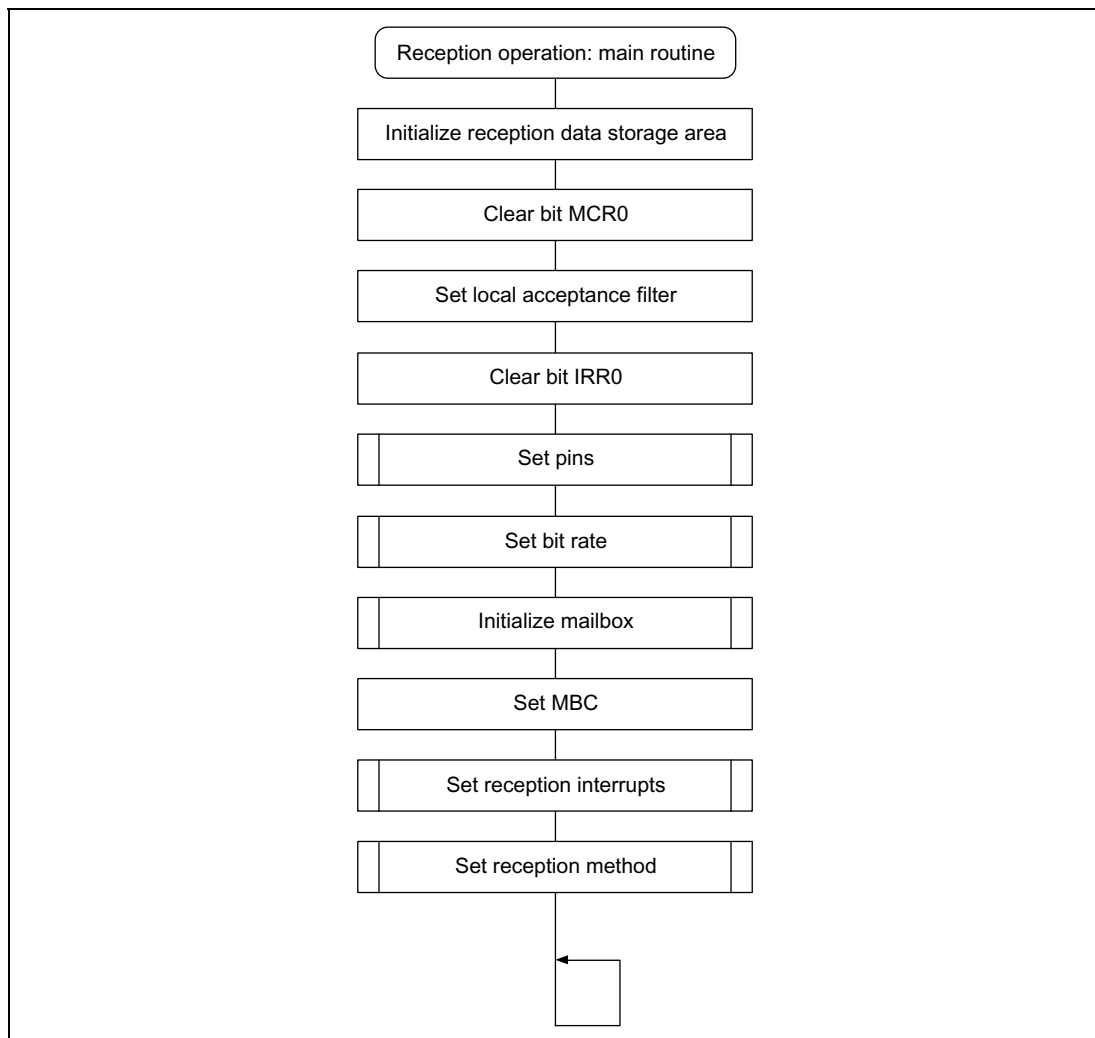 Reception operation: main routine
Initialize reception data storage area
Clear bit MCR0
Set local acceptance filter
Clear bit IRR0
Set pins
Set bit rate
Initialize mailbox
Set MBC
Set reception interrupts
Set reception method